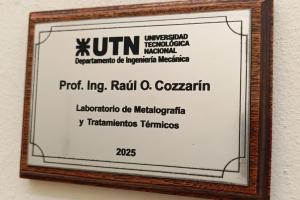 UTN UNIVERSIDAD
TECNOLÓGICA
NACIONAL
Departamento de Ingeniería Mecánica
Prof. Ing. Raúl O. Cozzarín
Laboratorio de Metalografía
y Tratamientos Térmicos
2025